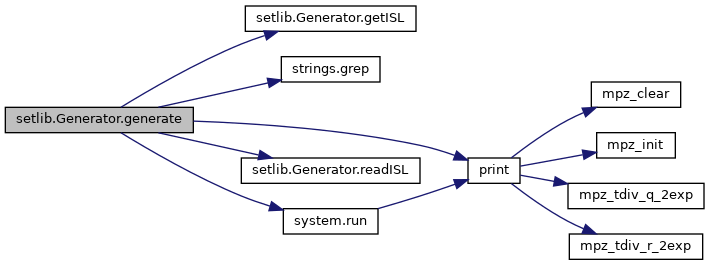 setlib.Generator.getISL
strings.grep
setlib.Generator.generate
setlib.Generator.readISL
system.run
print
mpz_clear
mpz_init
mpz_tdiv_q_2exp
mpz_tdiv_r_2exp